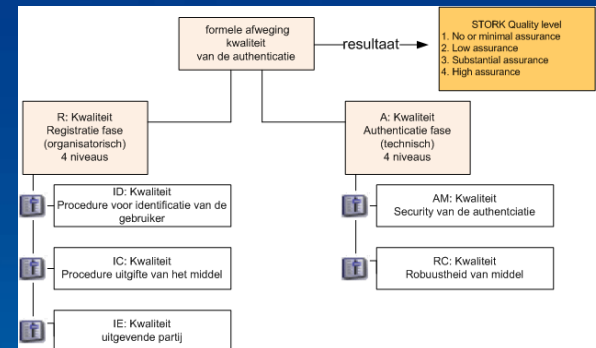 formele afweging
kwaliteit
van de authenticatie
resultaat
STORK Quality level
1. No or minimal assurance
2. Low assurance
3. Substantial assurance
4. High assurance
R: Kwaliteit
Registratie fase
(organisatorisch)
4 niveaus
A: Kwaliteit
Authenticatie fase
(technisch)
4 niveaus
ID: Kwaliteit
Procedure voor identificatie van de
gebruiker
AM: Kwaliteit
Security van de authentciatie
IC: Kwaliteit
Procedure uitgifte van het middel
RC: Kwaliteit
Robuustheid van middel
IE: Kwaliteit
uitgevende partij